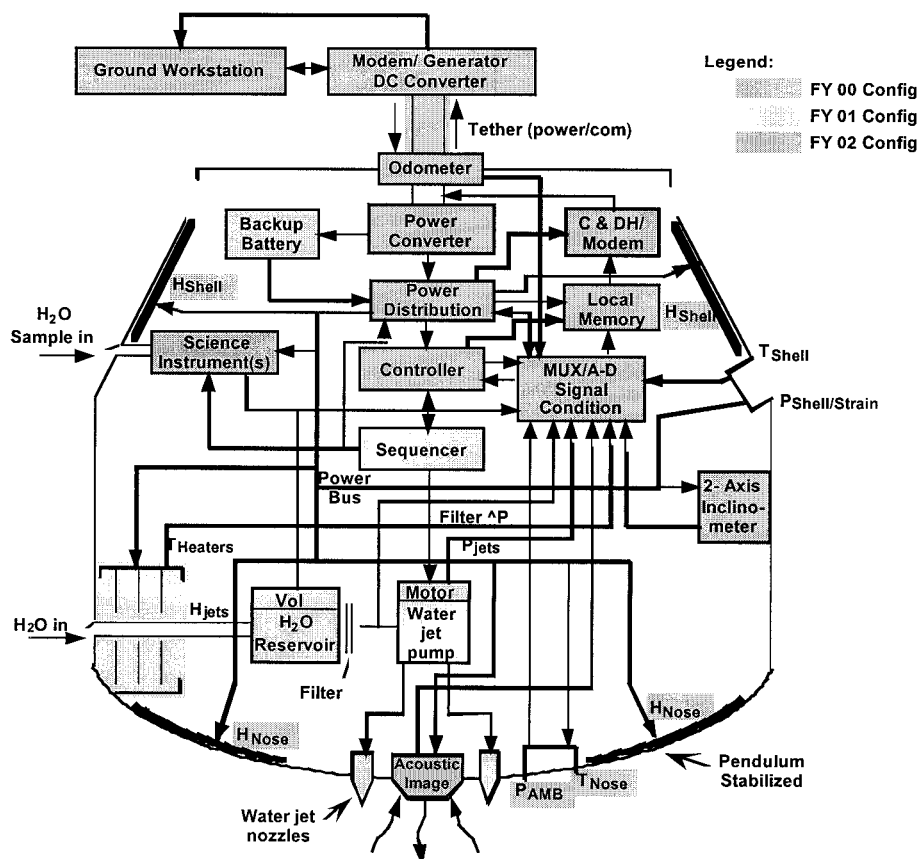 Ground Workstation
Modem/ Generator
DC Converter
Legend:
FY 00 Config
FY 01 Config
FY 02 Config
Tether (power/com)
Odometer
Backup
Battery
Power
Converter
C & DH/
Modem
HShell
Power
Distribution
Local
Memory
HShell
H2O
Sample in
Science
Instrument(s)
Controller
MUX/A-D
Signal
Condition
TShell
PShell/Strain
Sequencer
Power
Bus
2- Axis
Inclino-
meter
Filter ^P
THeaters
Pjets
Hjets
Vol
H2O
Reservoir
Motor
Water
jet
pump
H2O in
Filter
HNose
HNose
Pendulum
Stabilized
Acoustic
Image
PAMB
TNose
Water jet
nozzles